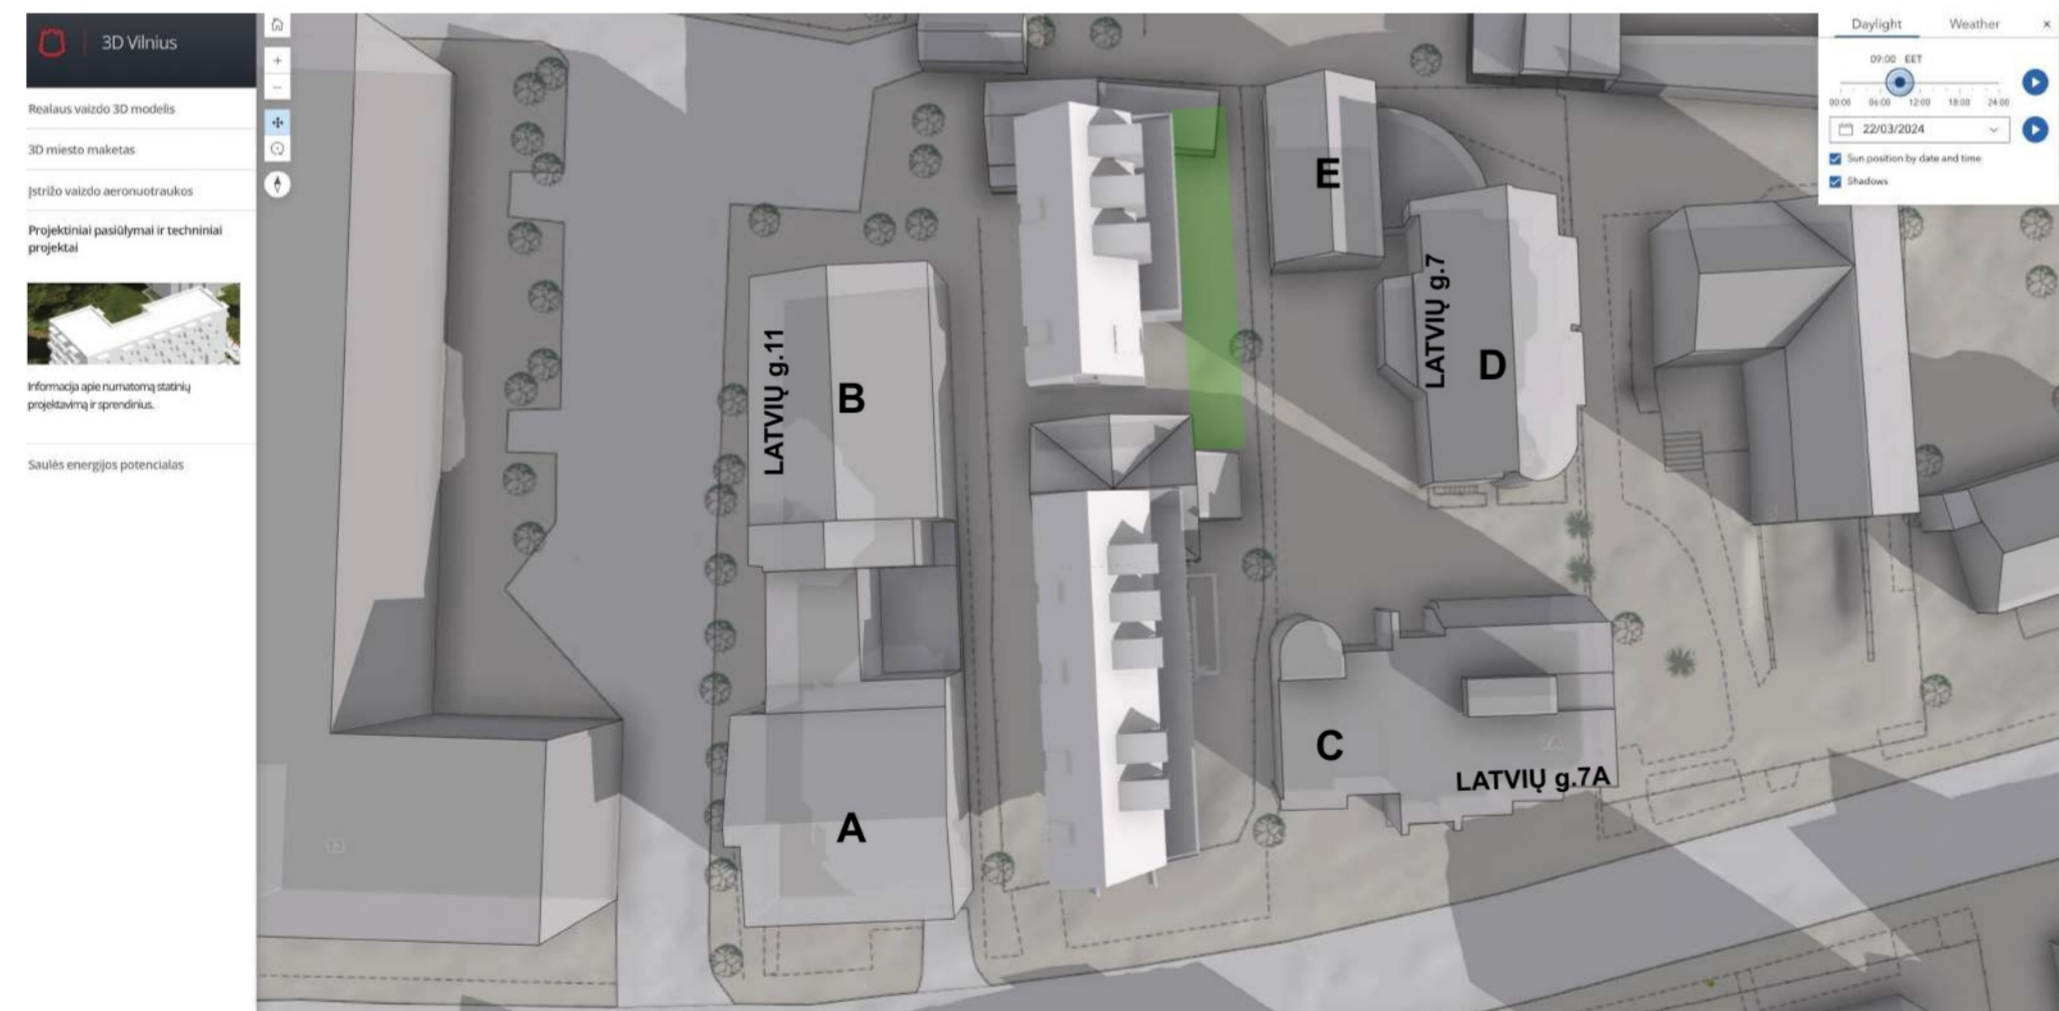 3D Vilnius
Realaus vaizdo 3D modelis
3D miesto maketas
Įstrižo vaizdo aeronuotraukos
Projektiniai pasiūlymai ir techniniai
projektai
Informacija apie numatomą statinių
projektavimą ir sprendinius.
Saulės energijos potencialas
+
−
Daylight Weather ×
09:00 EET
00:00 06:00 12:00 18:00 24:00
22/03/2024
Sun position by date and time
Shadows
E
LATVIŲ g.7
D
LATVIŲ g.11
B
C
7A
LATVIŲ g.7A
A
13